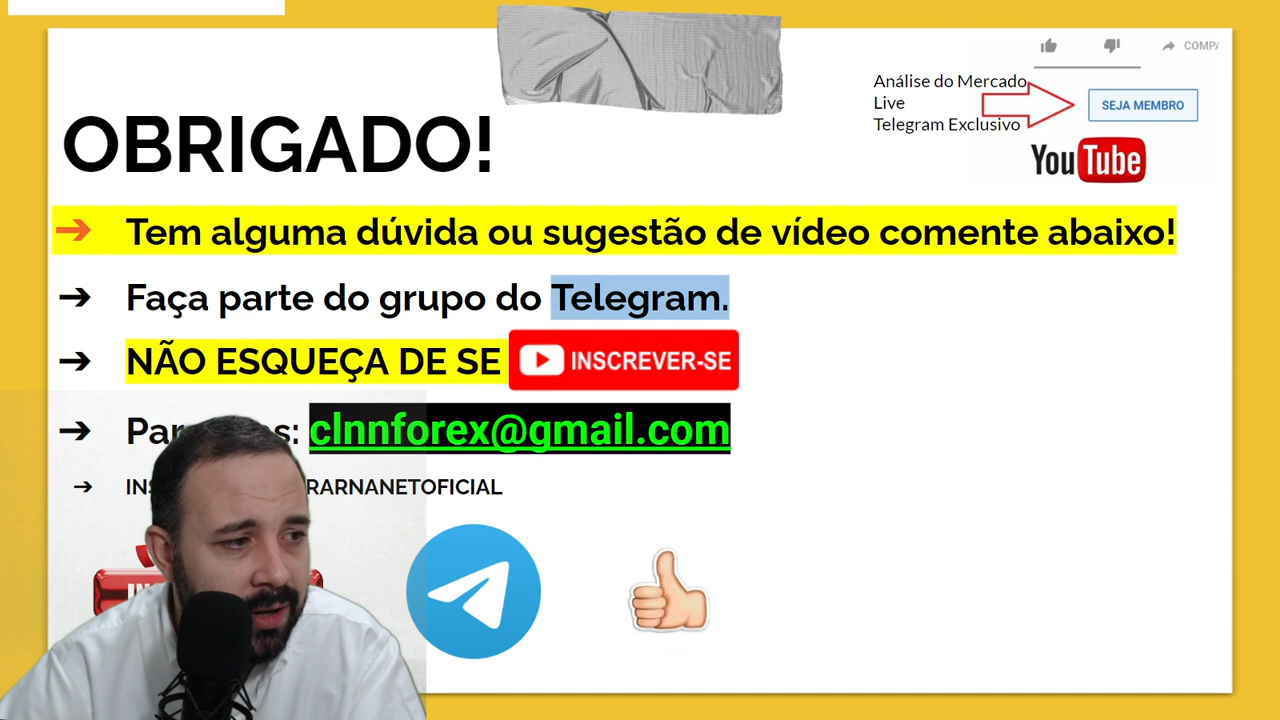 COMPA
Análise do Mercado
Live
Telegram Exclusivo
SEJA MEMBRO
YouTube
OBRIGADO!
Tem alguma dúvida ou sugestão de vídeo comente abaixo!
Faça parte do grupo do Telegram.
NÃO ESQUEÇA DE SE INSCREVER-SE
clnnforex@gmail.com
RARNANETOFICIAL